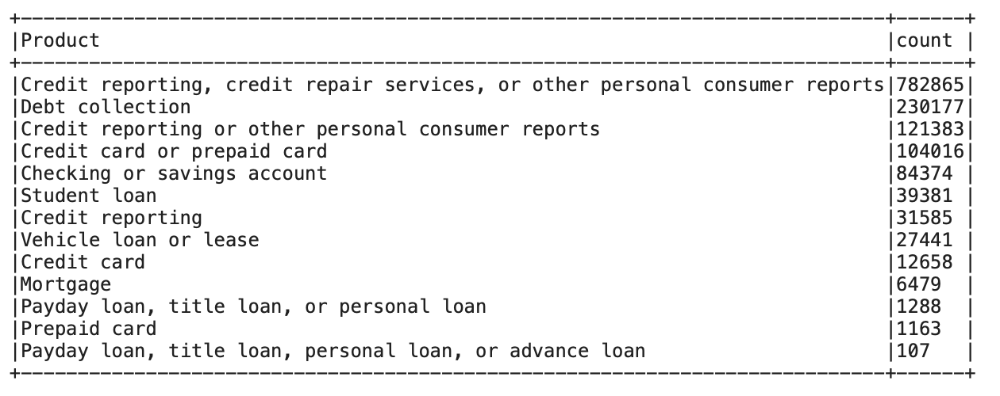 +----------------------------------------------------------------------------+------+
|Product                                                                     |count |
+----------------------------------------------------------------------------+------+
|Credit reporting, credit repair services, or other personal consumer reports|782865|
|Debt collection                                                             |230177|
|Credit reporting or other personal consumer reports                         |121383|
|Credit card or prepaid card                                                 |104016|
|Checking or savings account                                                 |84374 |
|Student loan                                                                |39381 |
|Credit reporting                                                            |31585 |
|Vehicle loan or lease                                                       |27441 |
|Credit card                                                                 |12658 |
|Mortgage                                                                    |6479  |
|Payday loan, title loan, or personal loan                                   |1288  |
|Prepaid card                                                                |1163  |
|Payday loan, title loan, personal loan, or advance loan                     |107   |
+----------------------------------------------------------------------------+------+